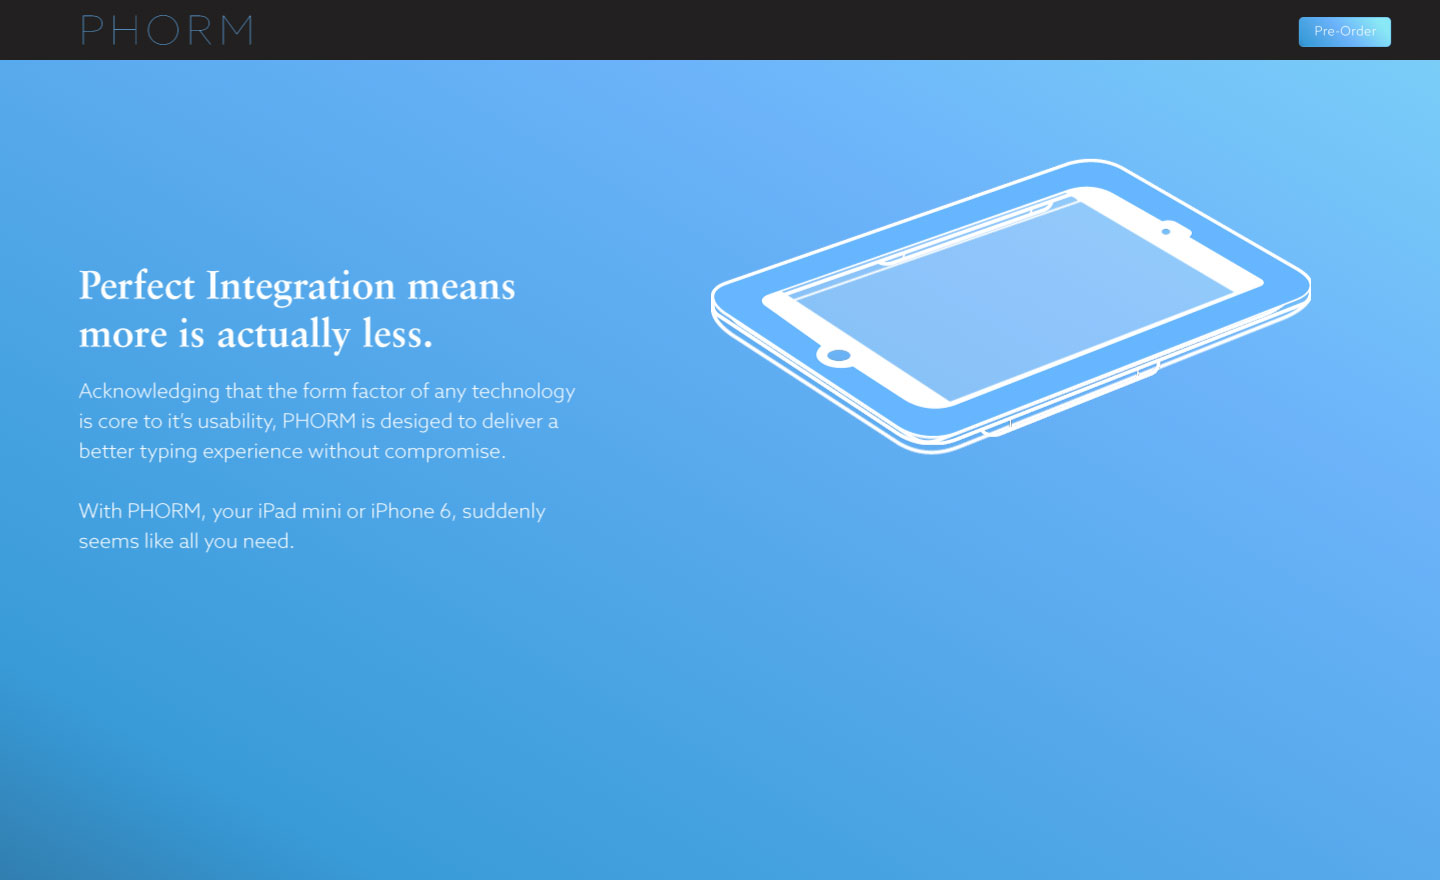 PHORM
Pre-Order
Perfect Integration means
more is actually less.
Acknowledging that the form factor of any technology
is core to it’s usability, PHORM is desiged to deliver a
better typing experience without compromise.
With PHORM, your iPad mini or iPhone 6, suddenly
seems like all you need.